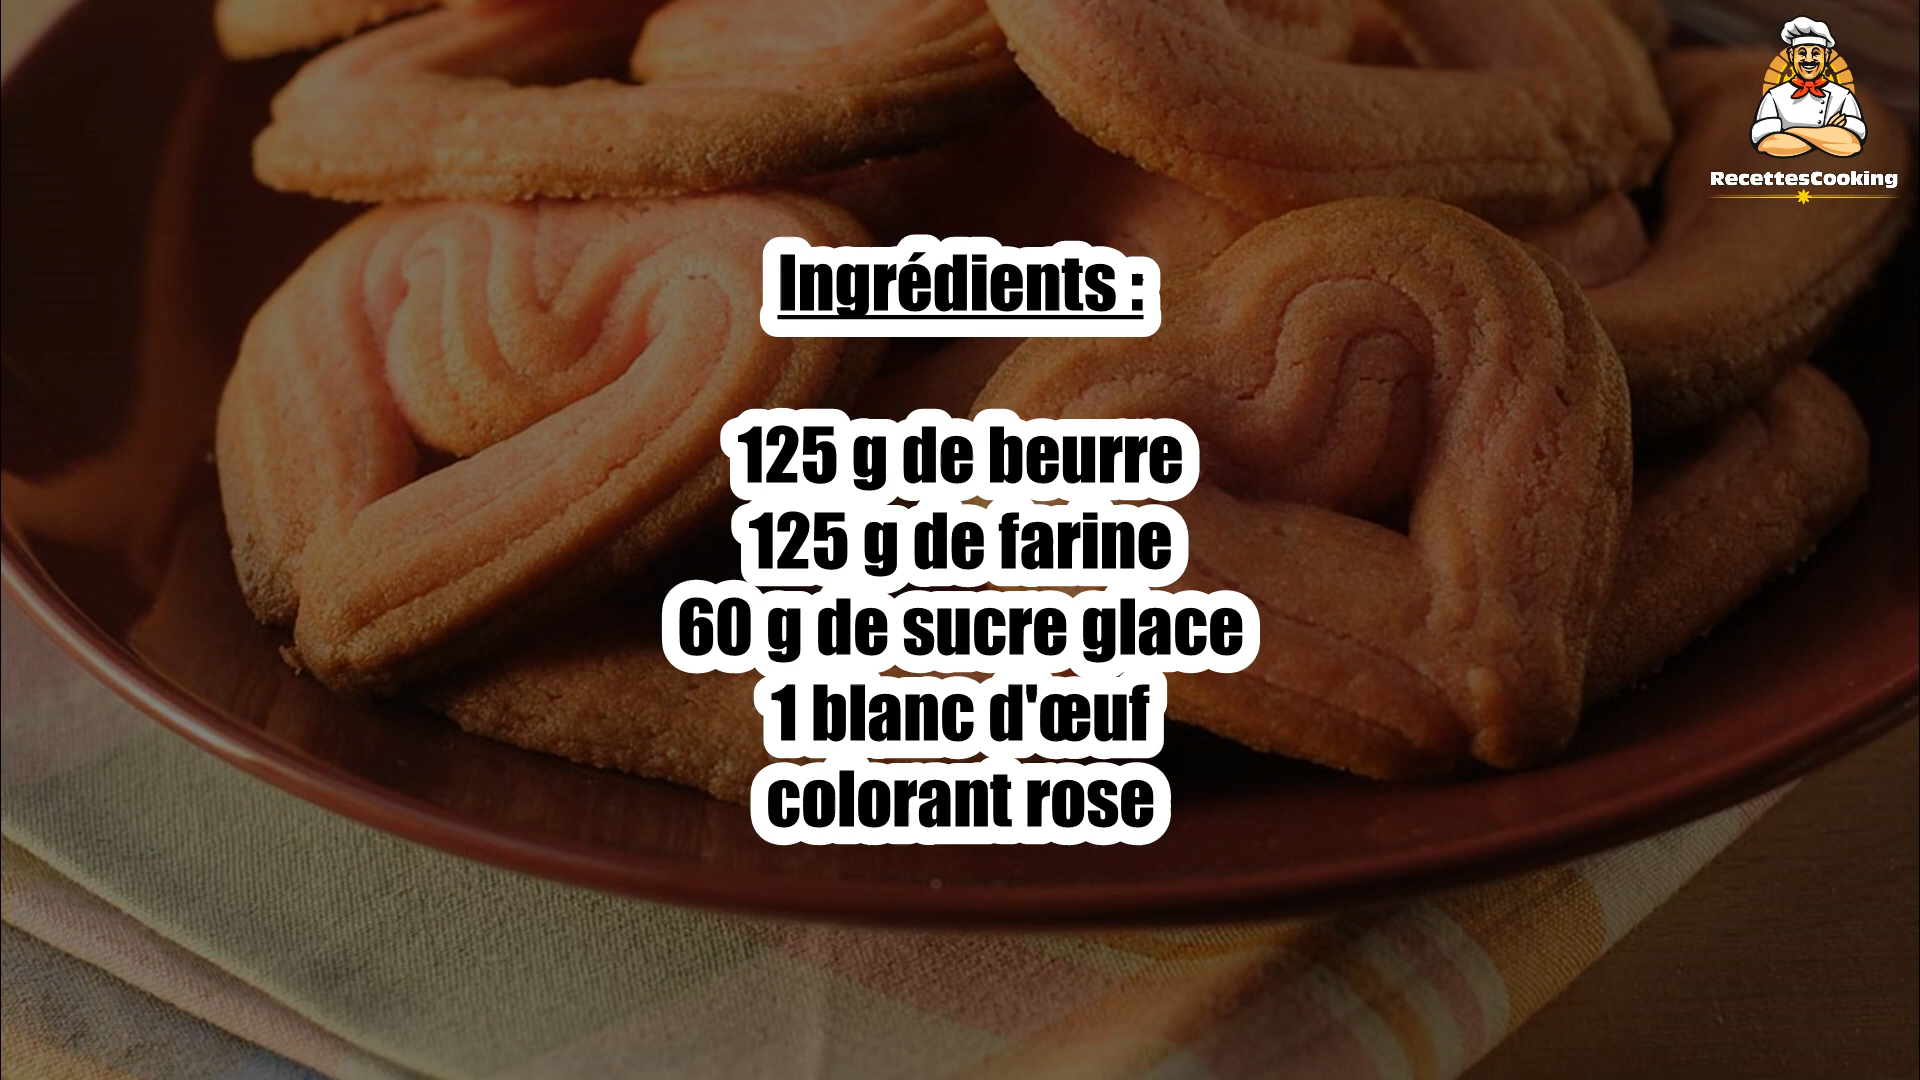 RecettesCooking
Ingrédients :
125 g de beurre
125 g de farine
60 g de sucre glace
1 blanc d'œuf
colorant rose